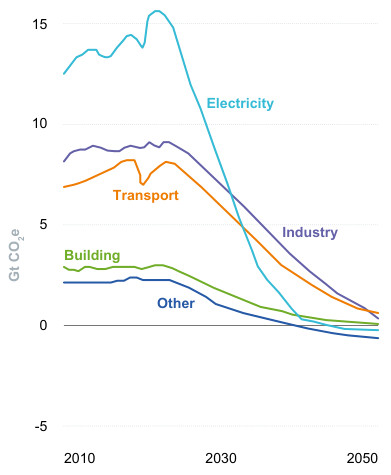 15
Electricity
10
Industry
Transport
5
Building
Other
Gt CO₂e
0
-5
2010
2030
2050